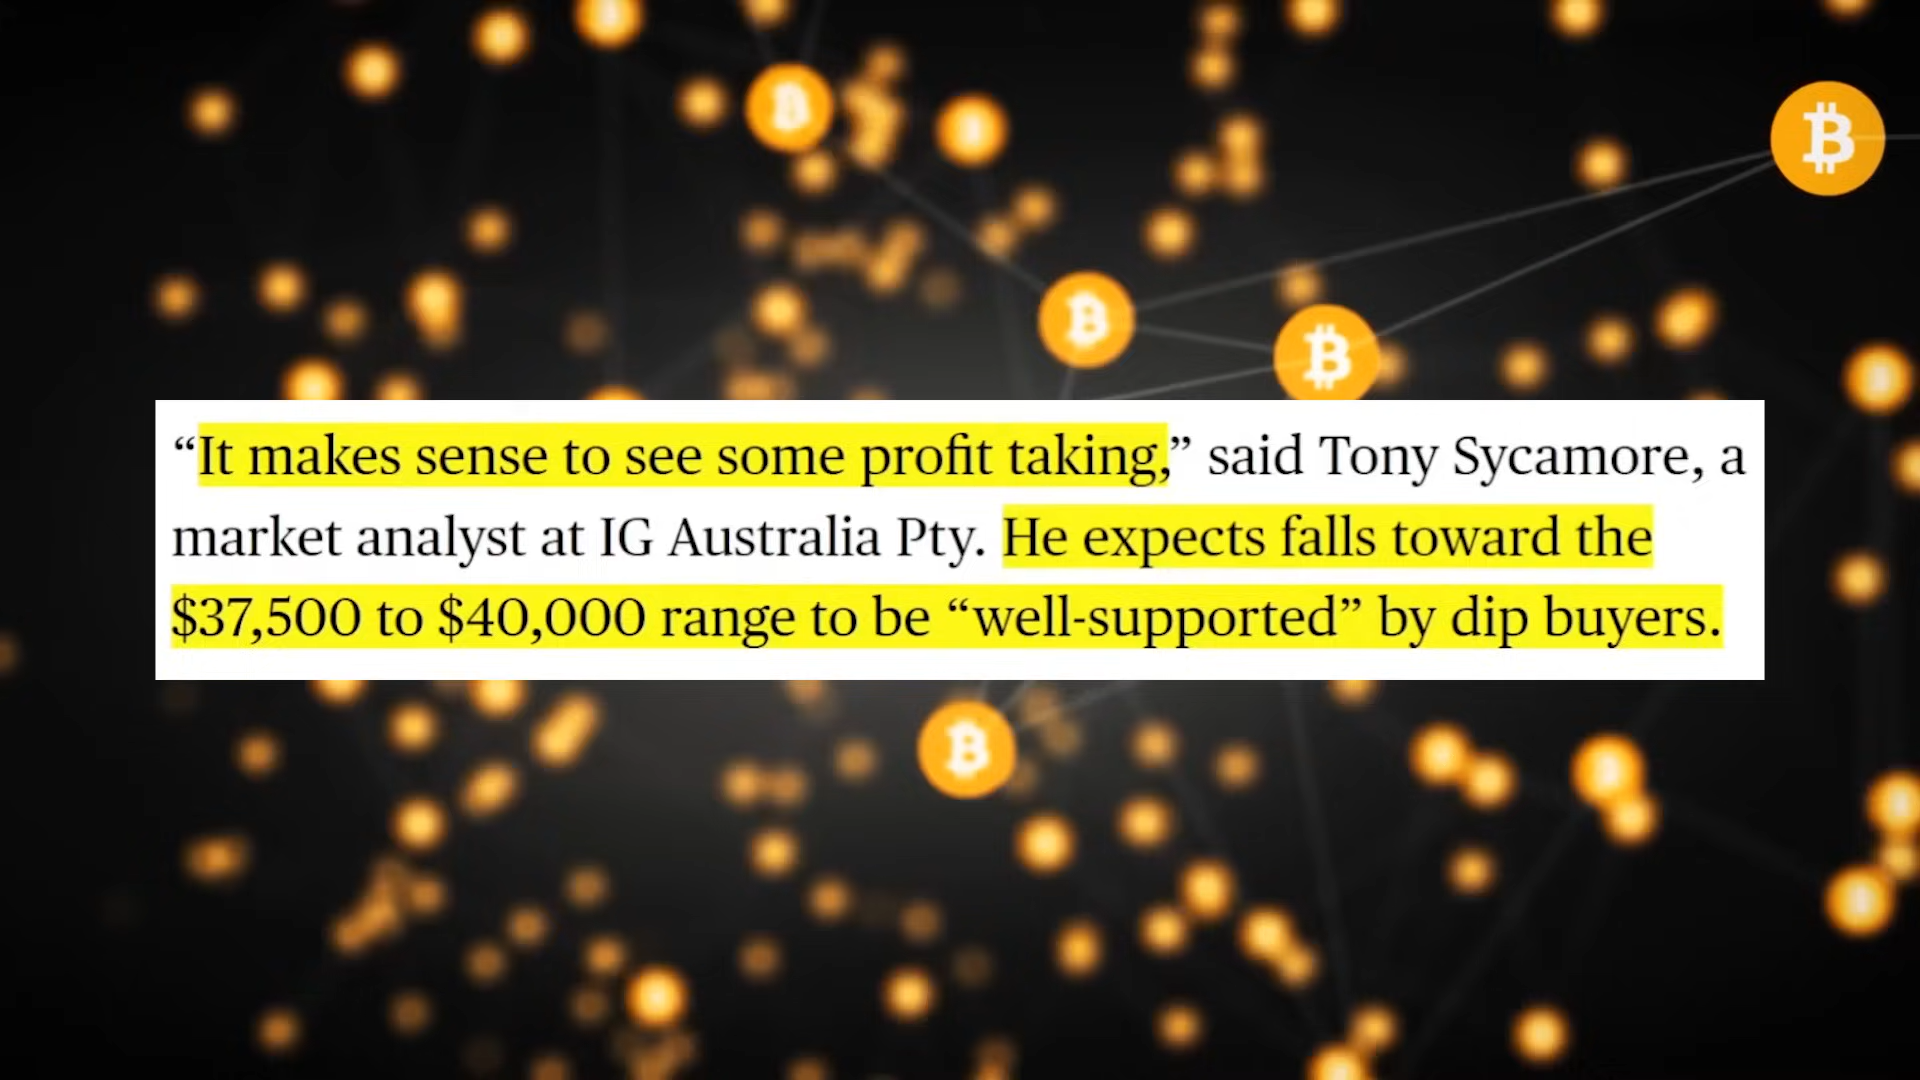 “It makes sense to see some profit taking,” said Tony Sycamore, a
market analyst at IG Australia Pty. He expects falls toward the
$37,500 to $40,000 range to be “well-supported” by dip buyers.